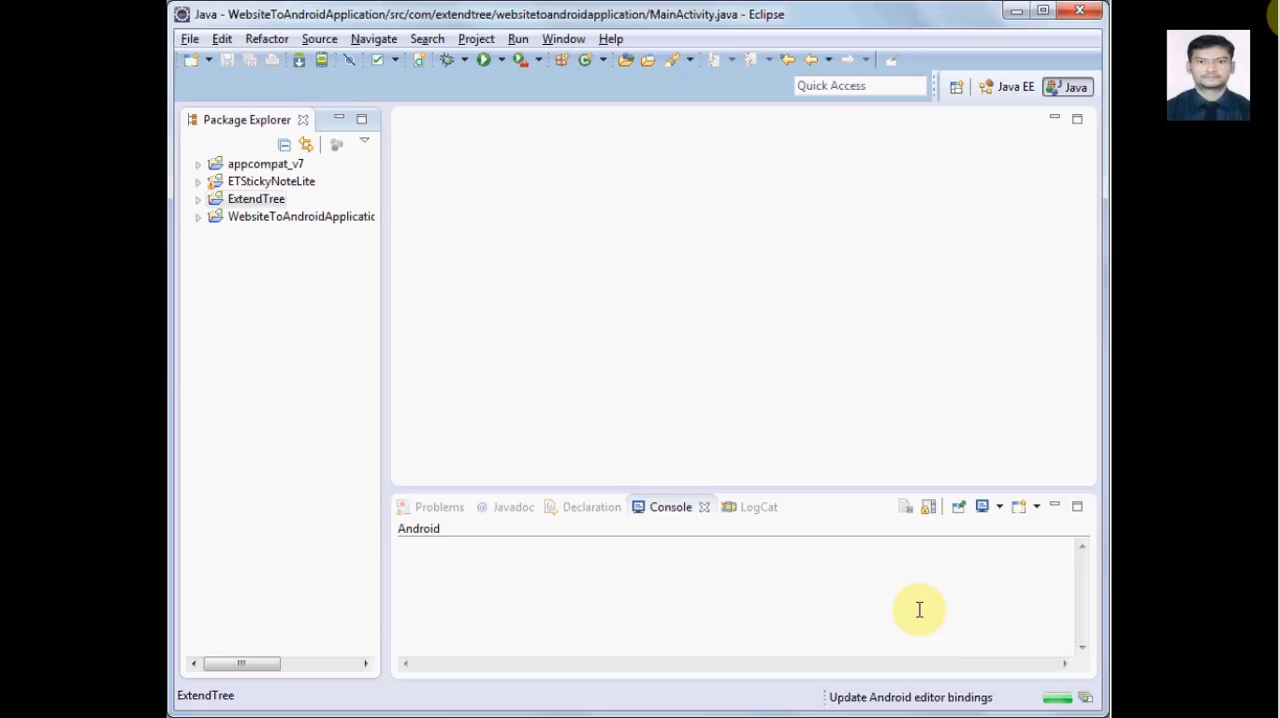 Java - WebsiteToAndroidApplication/src/com/extendtree/websitetoandroidapplication/MainActivity.java - Eclipse
File Edit Refactor Source Navigate Search Project Run Window Help
Quick Access
Java EE
Java
Package Explorer
appcompat_v7
ETStickyNoteLite
ExtendTree
WebsiteToAndroidApplicatio
Problems @ Javadoc Declaration Console LogCat
Android
ExtendTree
Update Android editor bindings